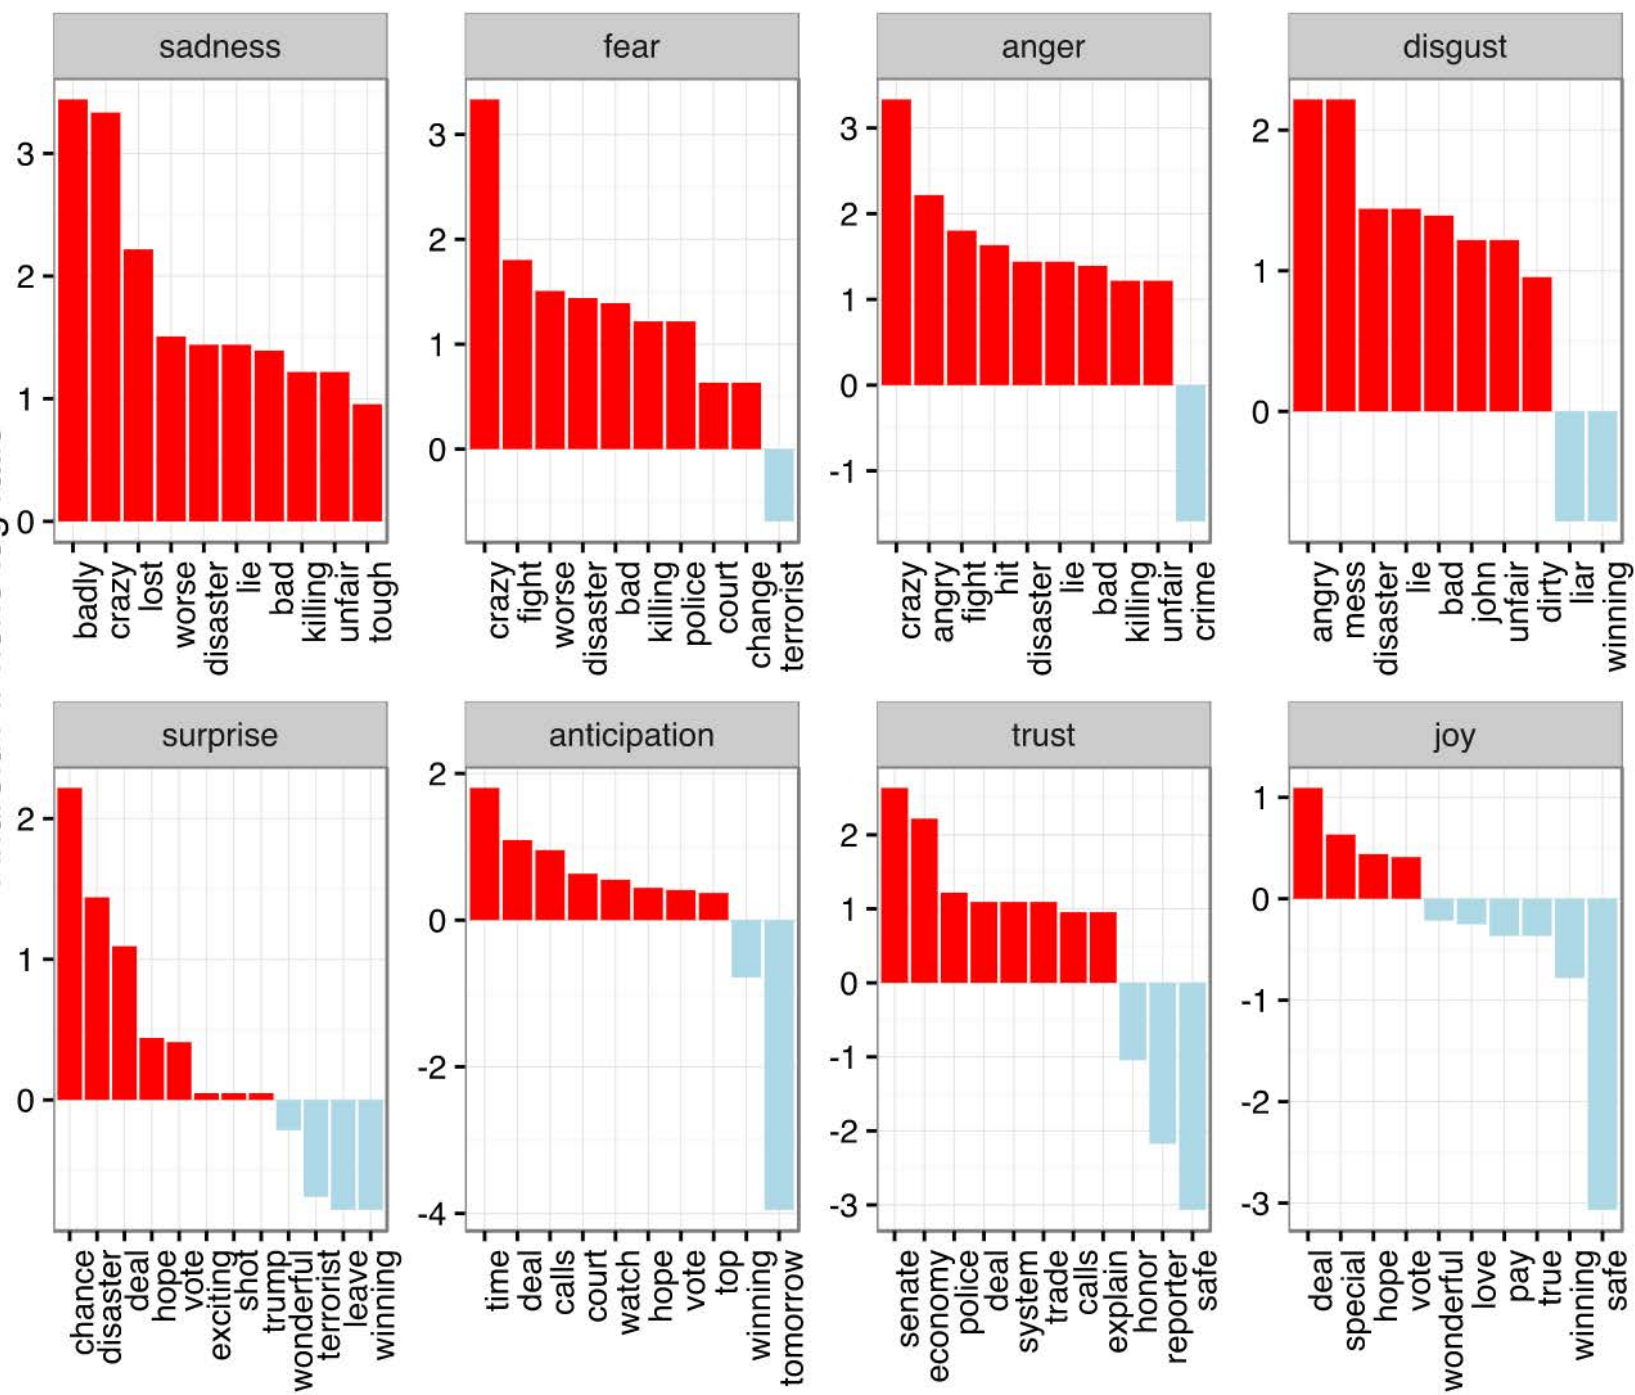 sadness
fear
anger
disgust
3
2
1
0
3
2
1
0
3
2
1
0
-1
2
1
0
badly
crazy
lost
worse
disaster
lie
bad
killing
unfair
tough
crazy
fight
worse
disaster
bad
killing
police
court
change
terrorist
crazy
angry
fight
hit
disaster
lie
bad
killing
unfair
crime
angry
mess
disaster
lie
bad
john
unfair
dirty
liar
winning
surprise
anticipation
trust
joy
2
1
0
2
0
-2
-4
2
1
0
-1
-2
-3
1
0
-1
-2
-3
chance
disaster
deal
hope
vote
exciting
shot
trump
wonderful
terrorist
leave
winning
time
deal
calls
court
watch
hope
vote
top
winning
tomorrow
senate
economy
police
deal
system
trade
calls
explain
honor
reporter
safe
deal
special
hope
vote
wonderful
love
pay
true
winning
safe